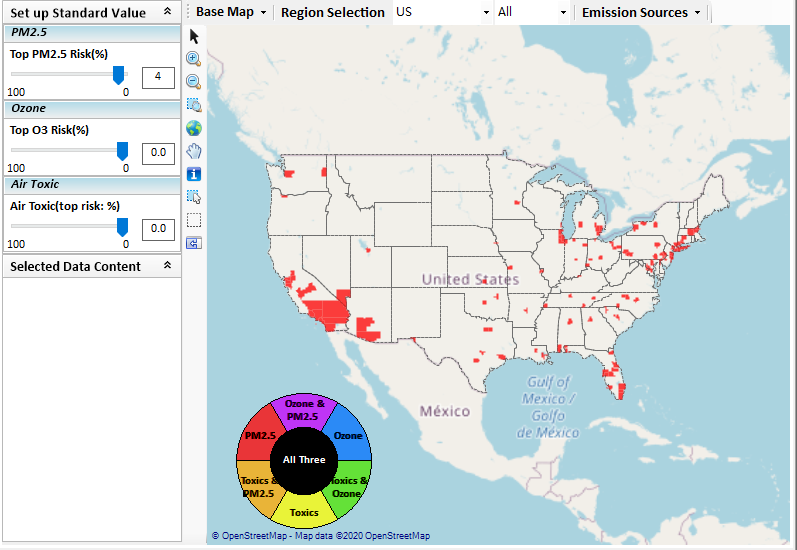 Set up Standard Value
Base Map
Region Selection
US
All
Emission Sources
PM2.5
Top PM2.5 Risk(%)
4
100
0
Ozone
Top O3 Risk(%)
0.0
100
0
Air Toxic
Air Toxic(top risk: %)
0.0
100
0
Selected Data Content
United States
México
Gulf of
Mexico /
Golfo
de México
Ozone &
PM2.5
PM2.5
Ozone
All Three
Toxics &
PM2.5
Toxics &
Ozone
Toxics
© OpenStreetMap - Map data ©2020 OpenStreetMap